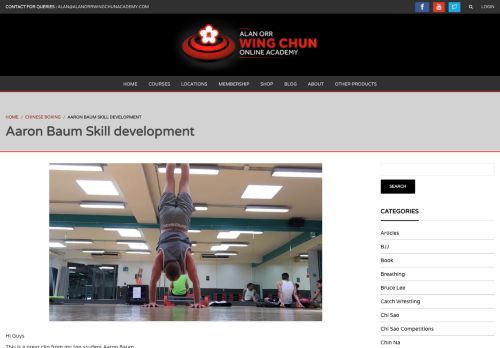 CONTACT FOR QUERIES : ALAN@ALANORRWINGCHUNACADEMY.COM
LOGIN
ALAN ORR
WING CHUN
ONLINE ACADEMY
HOME COURSES LOCATIONS MEMBERSHIP SHOP BLOG ABOUT OTHER PRODUCTS
HOME / CHINESE BOXING / AARON BAUM SKILL DEVELOPMENT
Aaron Baum Skill development
SEARCH
CATEGORIES
Articles
BJJ
Book
Breathing
Bruce Lee
Catch Wrestling
Chi Sao
Chi Sao Competitions
Chin Na
Hi Guys
This is a great clip from my top student Aaron Baum